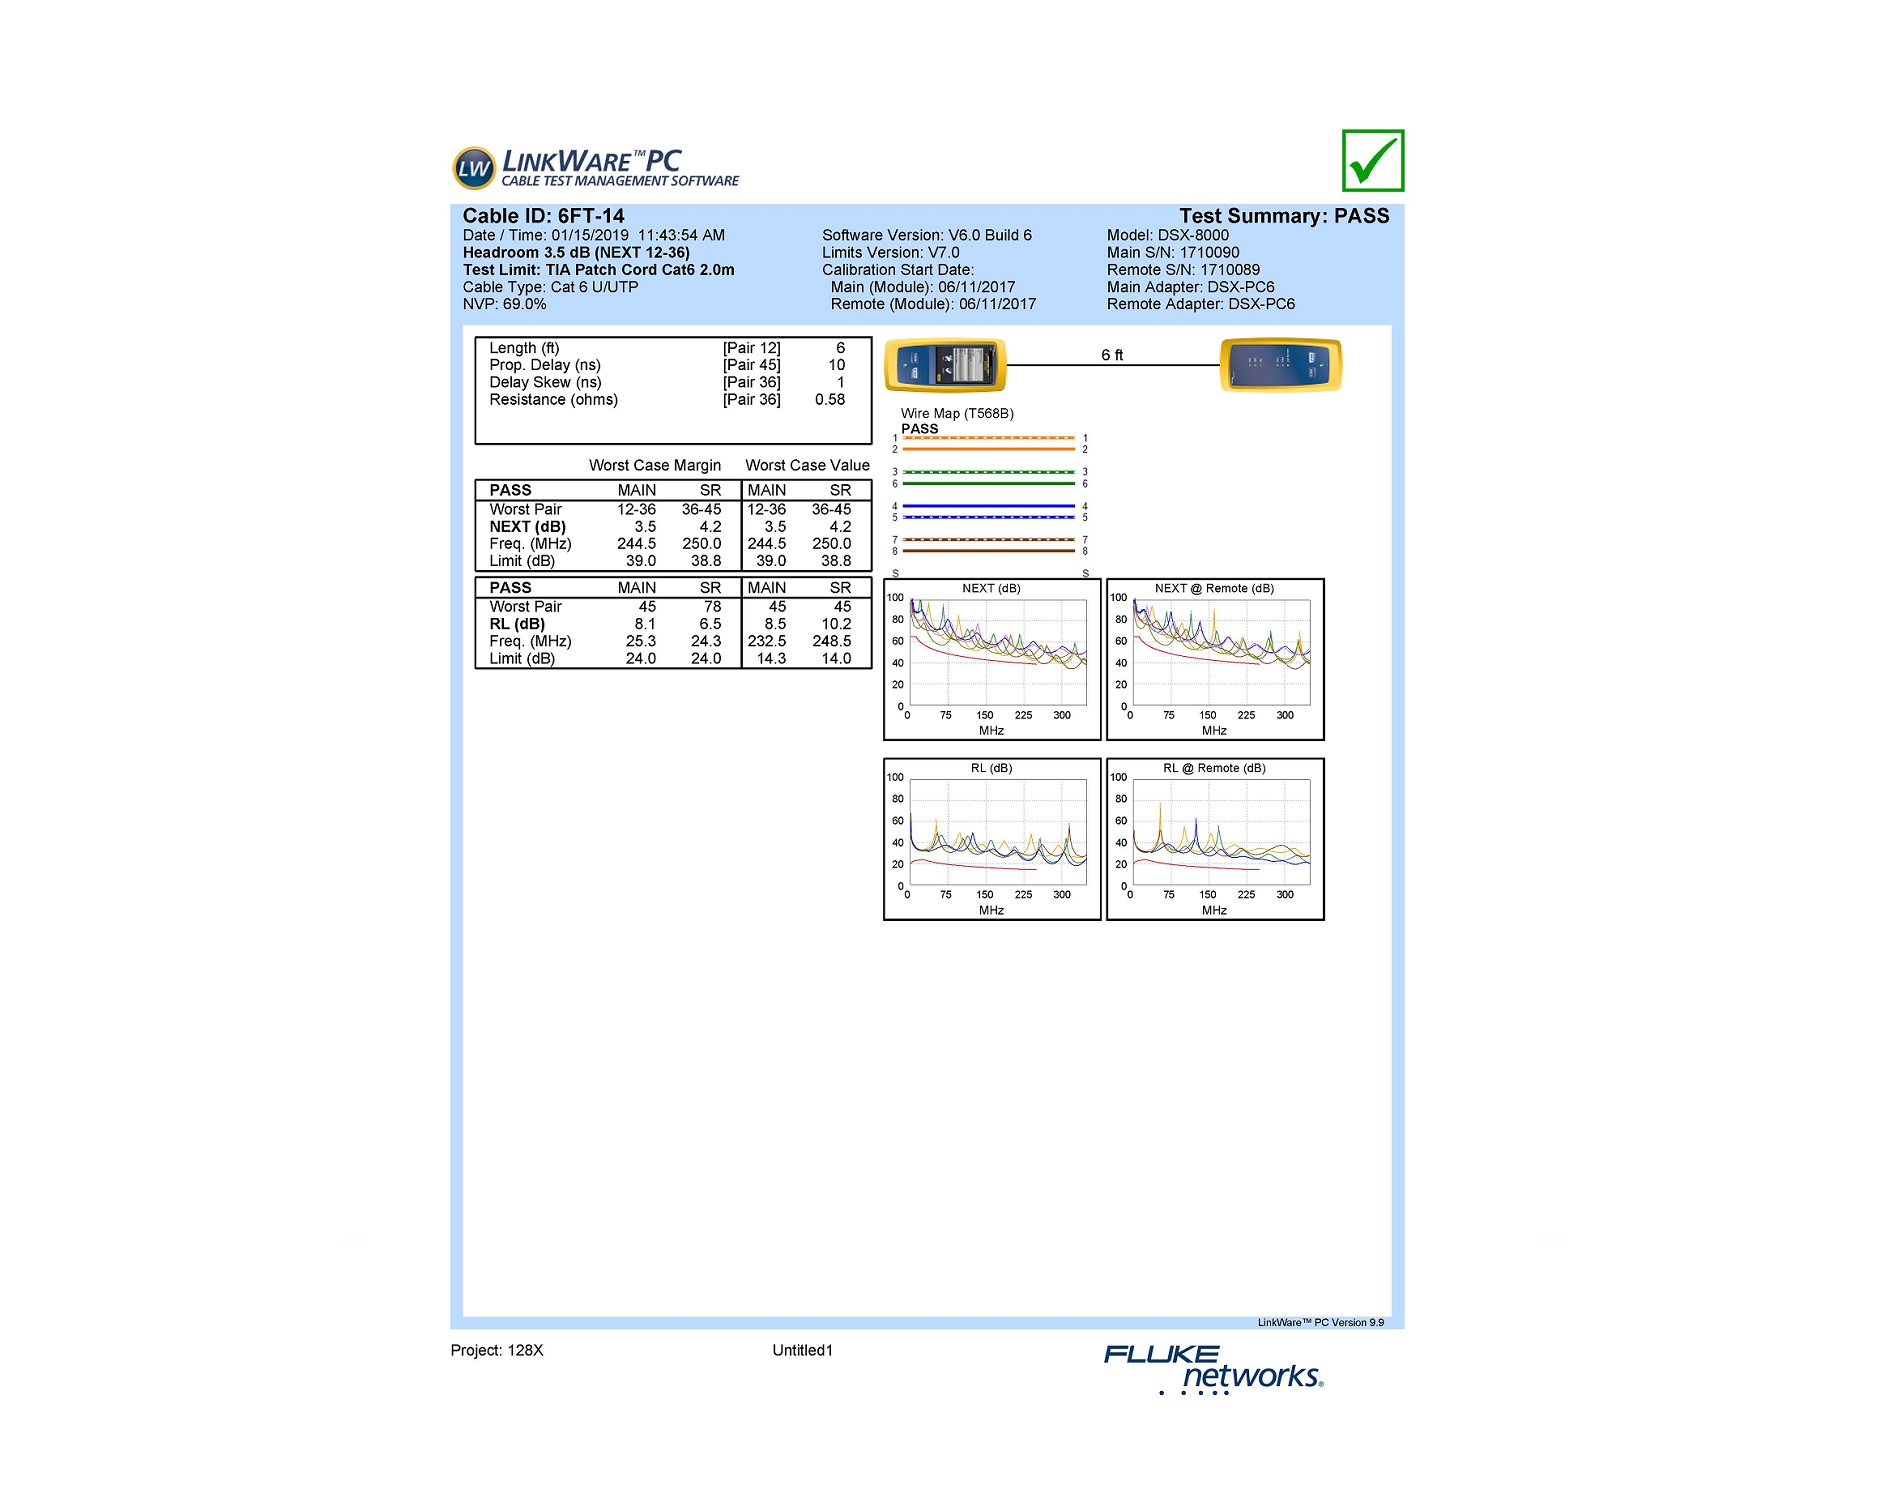 LW LINKWARE™PC
CABLE TEST MANAGEMENT SOFTWARE
Cable ID: 6FT-14
Test Summary: PASS
Date / Time: 01/15/2019 11:43:54 AM
Headroom 3.5 dB (NEXT 12-36)
Test Limit: TIA Patch Cord Cat6 2.0m
Cable Type: Cat 6 U/UTP
NVP: 69.0%
Software Version: V6.0 Build 6
Limits Version: V7.0
Calibration Start Date:
Main (Module): 06/11/2017
Remote (Module): 06/11/2017
Model: DSX-8000
Main S/N: 1710090
Remote S/N: 1710089
Main Adapter: DSX-PC6
Remote Adapter: DSX-PC6
Length (ft) [Pair 12] 6
Prop. Delay (ns) [Pair 45] 10
Delay Skew (ns) [Pair 36] 1
Resistance (ohms) [Pair 36] 0.58
Worst Case Margin Worst Case Value
PASS MAIN SR MAIN SR
Worst Pair 12-36 36-45 12-36 36-45
NEXT (dB) 3.5 4.2 3.5 4.2
Freq. (MHz) 244.5 250.0 244.5 250.0
Limit (dB) 39.0 38.8 39.0 38.8
PASS MAIN SR MAIN SR
Worst Pair 45 78 45 45
RL (dB) 8.1 6.5 8.5 10.2
Freq. (MHz) 25.3 24.3 232.5 248.5
Limit (dB) 24.0 24.0 14.3 14.0
6 ft
Wire Map (T568B)
PASS
1 1
2 2
3 3
6 6
4 4
5 5
7 7
8 8
S S
NEXT (dB)
100
80
60
40
20
0
0 75 150 225 300
MHz
NEXT @ Remote (dB)
100
80
60
40
20
0
0 75 150 225 300
MHz
RL (dB)
100
80
60
40
20
0
0 75 150 225 300
MHz
RL @ Remote (dB)
100
80
60
40
20
0
0 75 150 225 300
MHz
LinkWare™ PC Version 9.9
Project: 128X
Untitled1
FLUKE
networks®